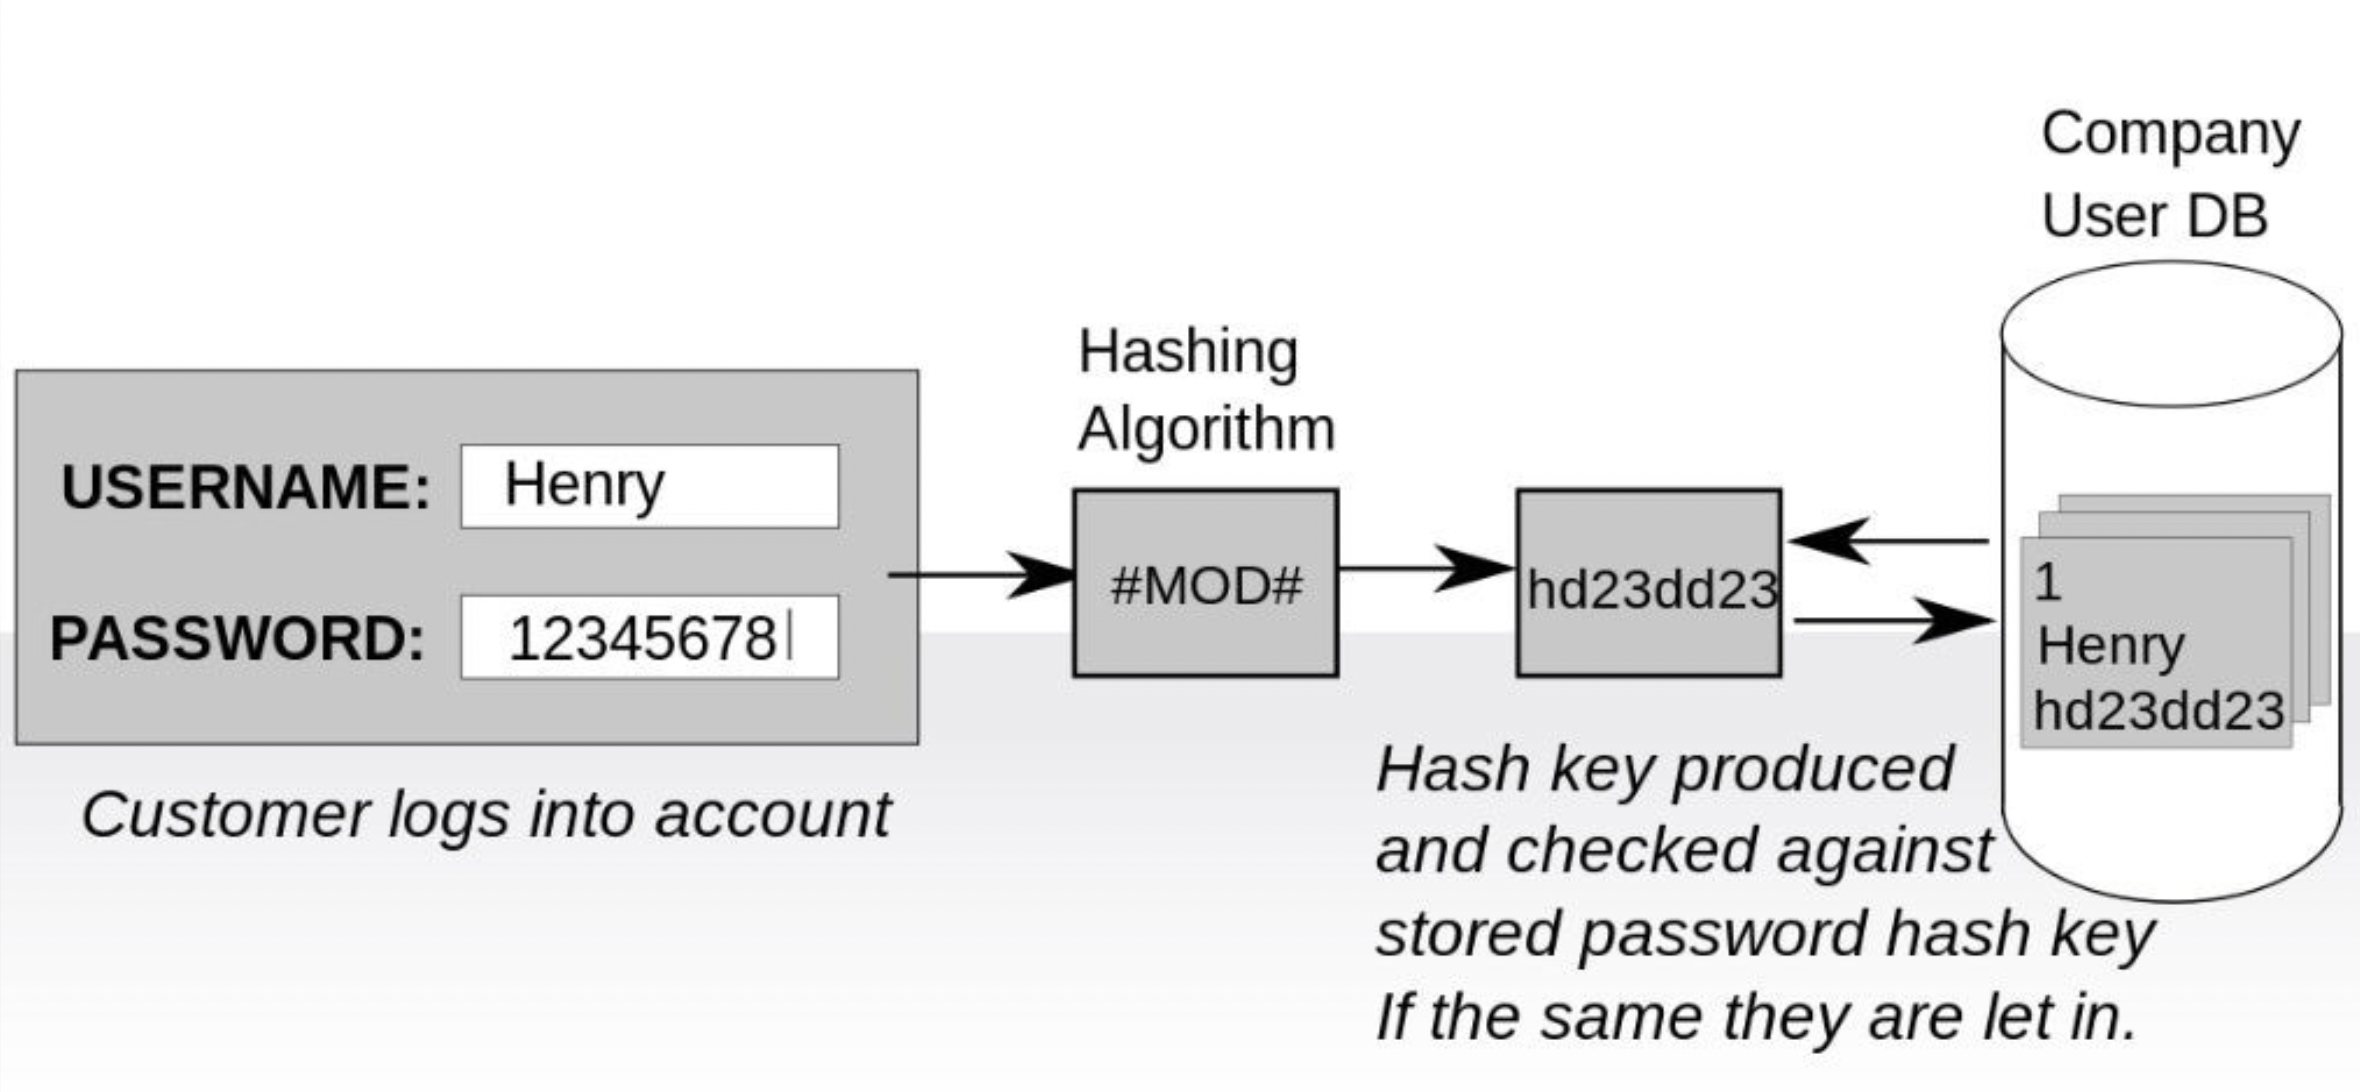 Company
User DB
Hashing
Algorithm
USERNAME: Henry
PASSWORD: 12345678
#MOD#
hd23dd23
1
Henry
hd23dd23
Customer logs into account
Hash key produced
and checked against
stored password hash key
If the same they are let in.